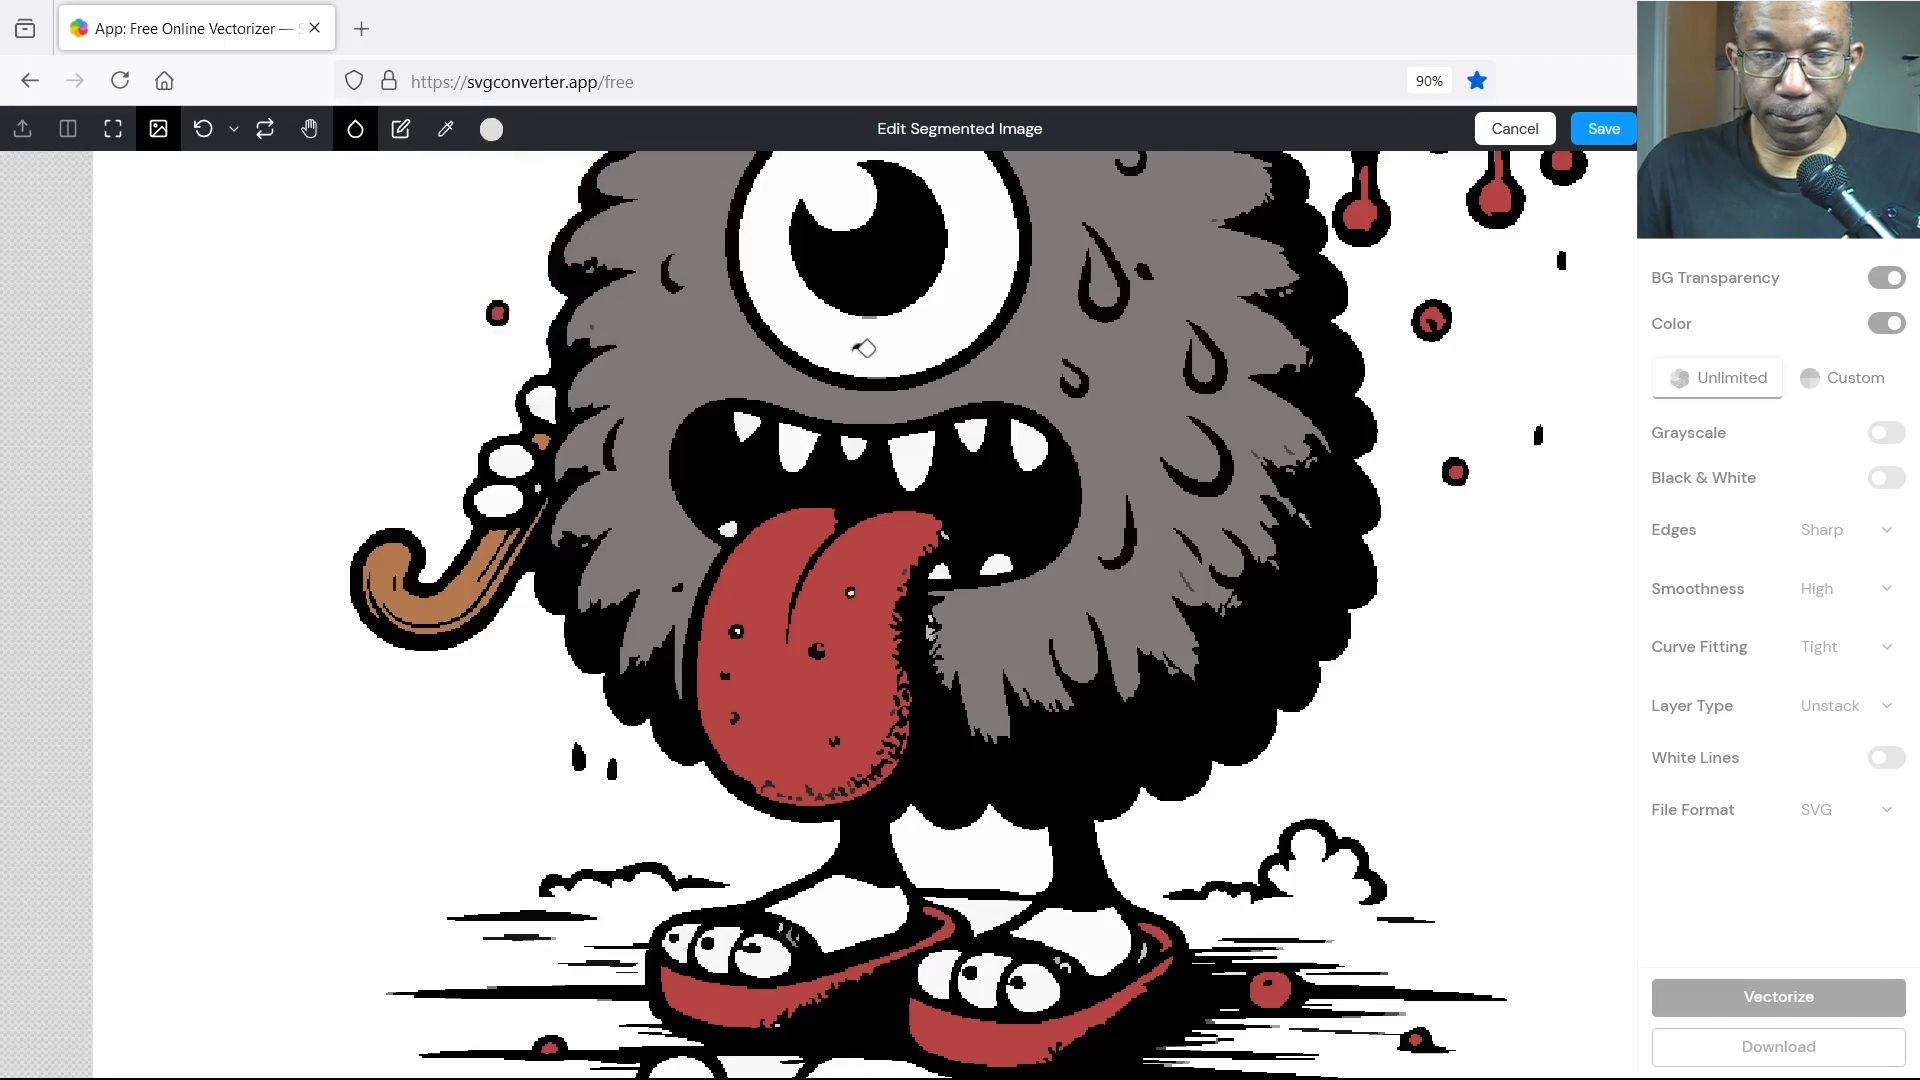 App: Free Online Vectorizer —
https://svgconverter.app/free
90%
Edit Segmented Image
Cancel
Save
BG Transparency
Color
Unlimited
Custom
Grayscale
Black & White
Edges
Sharp
Smoothness
High
Curve Fitting
Tight
Layer Type
Unstack
White Lines
File Format
SVG
Vectorize
Download